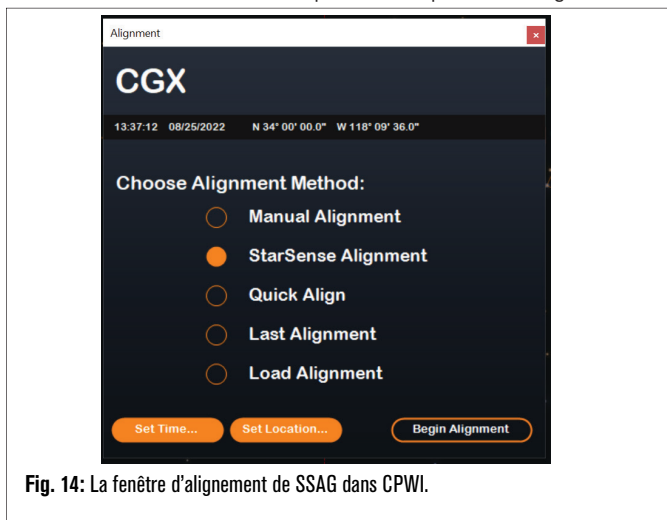 Alignment
CGX
13:37:12 08/25/2022 N 34° 00' 00.0" W 118° 09' 36.0"
Choose Alignment Method:
Manual Alignment
StarSense Alignment
Quick Align
Last Alignment
Load Alignment
Set Time... Set Location... Begin Alignment
Fig. 14: La fenêtre d'alignement de SSAG dans CPWI.